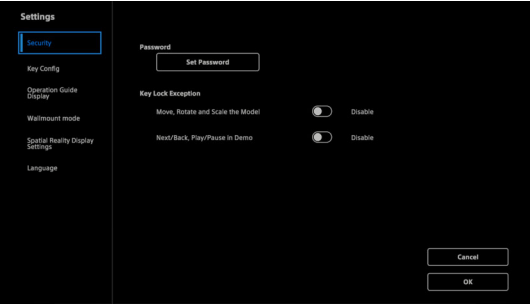 Settings
Security
Key Config
Operation Guide
Display
Wallmount mode
Spatial Reality Display
Settings
Language
Password
Set Password
Key Lock Exception
Move, Rotate and Scale the Model
Disable
Next/Back, Play/Pause in Demo
Disable
Cancel
OK